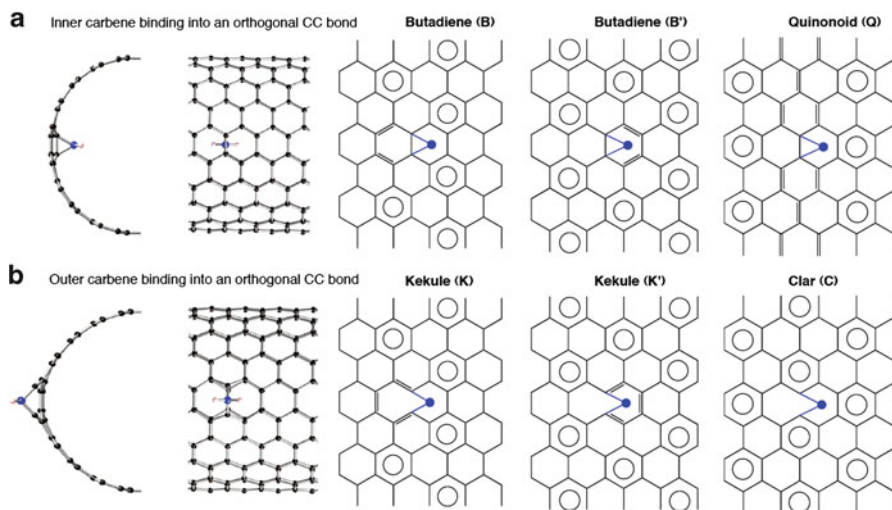 a Inner carbene binding into an orthogonal CC bond
Butadiene (B)
Butadiene (B')
Quinonoid (Q)
b Outer carbene binding into an orthogonal CC bond
Kekule (K)
Kekule (K')
Clar (C)